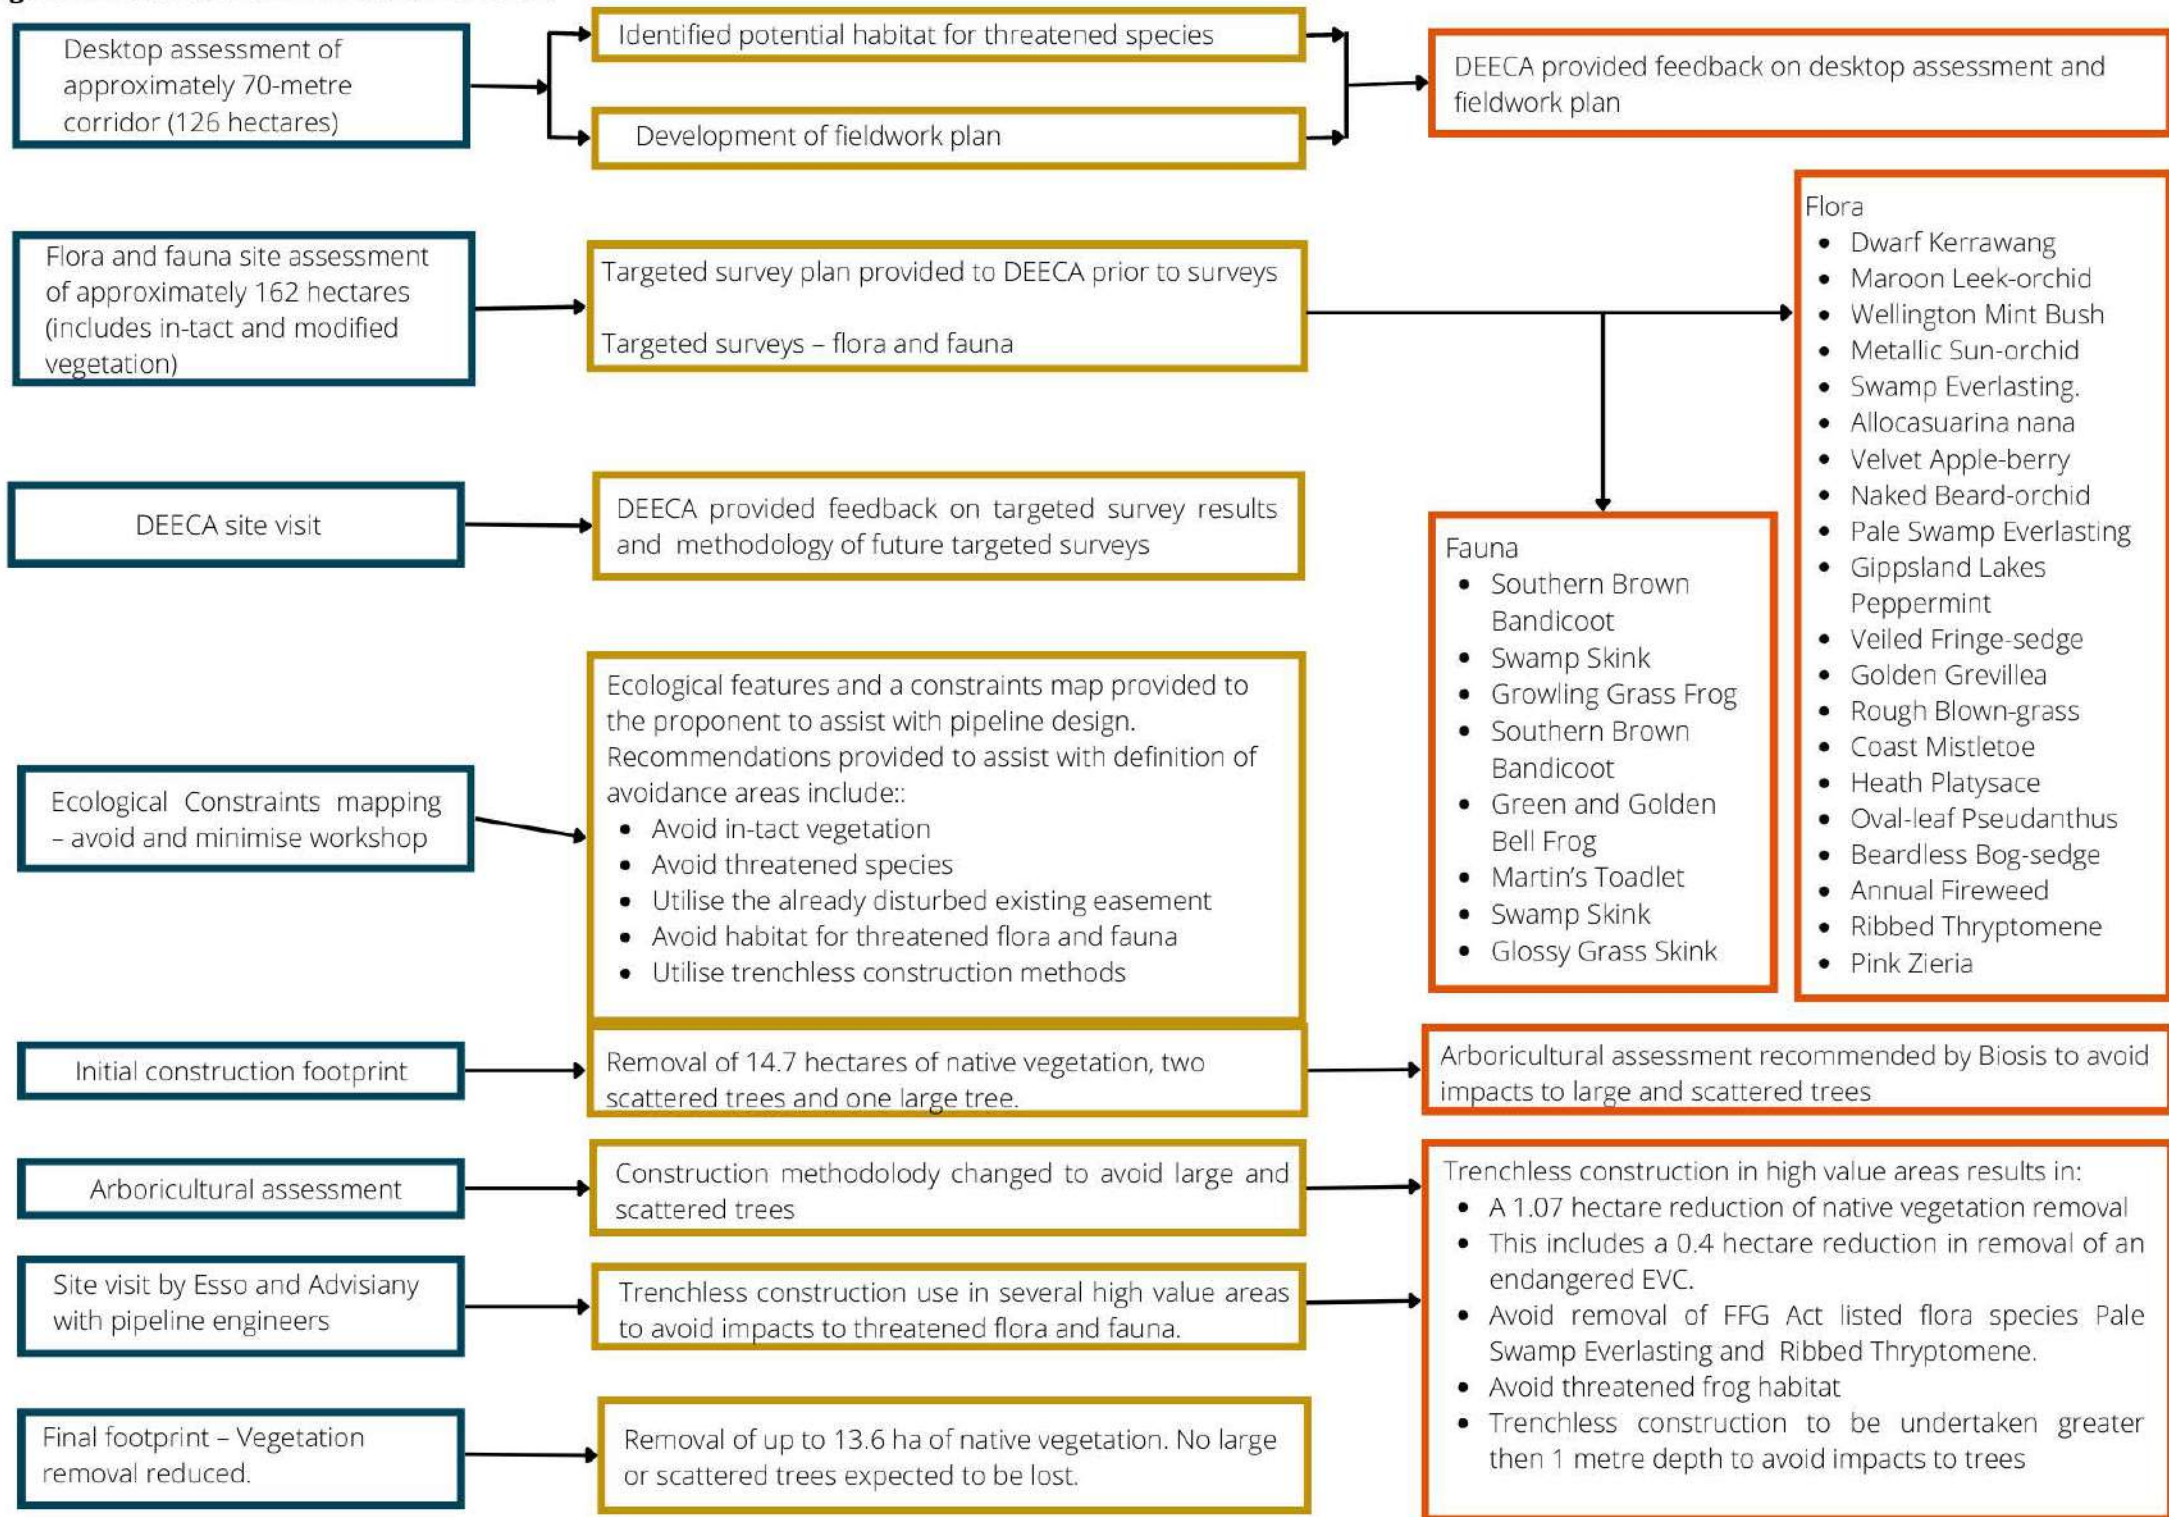 Desktop assessment of
approximately 70-metre
corridor (126 hectares)
Identified potential habitat for threatened species
Development of fieldwork plan
DEECA provided feedback on desktop assessment and
fieldwork plan
Flora and fauna site assessment
of approximately 162 hectares
(includes in-tact and modified
vegetation)
Targeted survey plan provided to DEECA prior to surveys
Targeted surveys – flora and fauna
Flora
• Dwarf Kerrawang
• Maroon Leek-orchid
• Wellington Mint Bush
• Metallic Sun-orchid
• Swamp Everlasting.
• Allocasuarina nana
• Velvet Apple-berry
• Naked Beard-orchid
• Pale Swamp Everlasting
• Gippsland Lakes
Peppermint
• Veiled Fringe-sedge
• Golden Grevillea
• Rough Blown-grass
• Coast Mistletoe
• Heath Platysace
• Oval-leaf Pseudanthus
• Beardless Bog-sedge
• Annual Fireweed
• Ribbed Thryptomene
• Pink Zieria
Fauna
• Southern Brown
Bandicoot
• Swamp Skink
• Growling Grass Frog
• Southern Brown
Bandicoot
• Green and Golden
Bell Frog
• Martin's Toadlet
• Swamp Skink
• Glossy Grass Skink
DEECA site visit
DEECA provided feedback on targeted survey results
and methodology of future targeted surveys
Ecological Constraints mapping
– avoid and minimise workshop
Ecological features and a constraints map provided to
the proponent to assist with pipeline design.
Recommendations provided to assist with definition of
avoidance areas include::
• Avoid in-tact vegetation
• Avoid threatened species
• Utilise the already disturbed existing easement
• Avoid habitat for threatened flora and fauna
• Utilise trenchless construction methods
Initial construction footprint
Removal of 14.7 hectares of native vegetation, two
scattered trees and one large tree.
Arboricultural assessment recommended by Biosis to avoid
impacts to large and scattered trees
Arboricultural assessment
Construction methodolody changed to avoid large and
scattered trees
Site visit by Esso and Advisiany
with pipeline engineers
Trenchless construction use in several high value areas
to avoid impacts to threatened flora and fauna.
Trenchless construction in high value areas results in:
• A 1.07 hectare reduction of native vegetation removal
• This includes a 0.4 hectare reduction in removal of an
endangered EVC.
• Avoid removal of FFG Act listed flora species Pale
Swamp Everlasting and Ribbed Thryptomene.
• Avoid threatened frog habitat
• Trenchless construction to be undertaken greater
then 1 metre depth to avoid impacts to trees
Final footprint – Vegetation
removal reduced.
Removal of up to 13.6 ha of native vegetation. No large
or scattered trees expected to be lost.